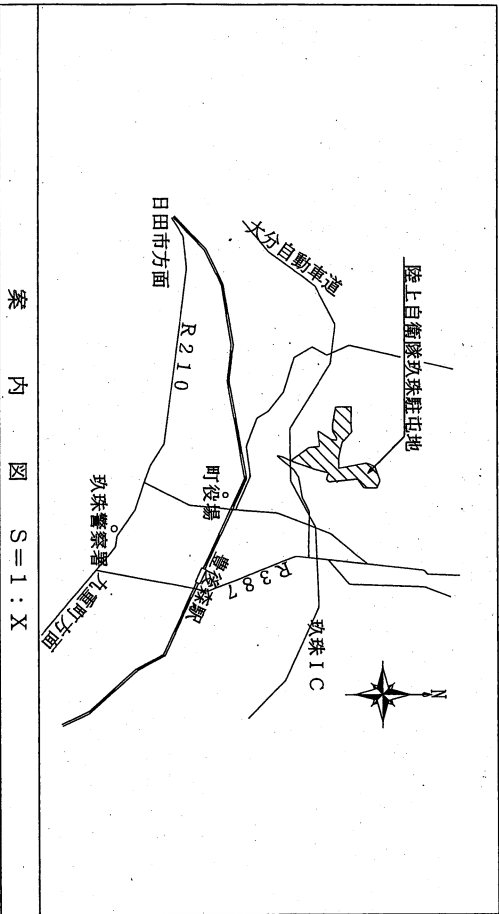 陸上自衛隊玖珠駐屯地
N
大分自動車道
玖珠IC
日田市方面
R210
町役場
R387
豊後森駅
玖珠警察署
九重町方面
案内図 S=1:X